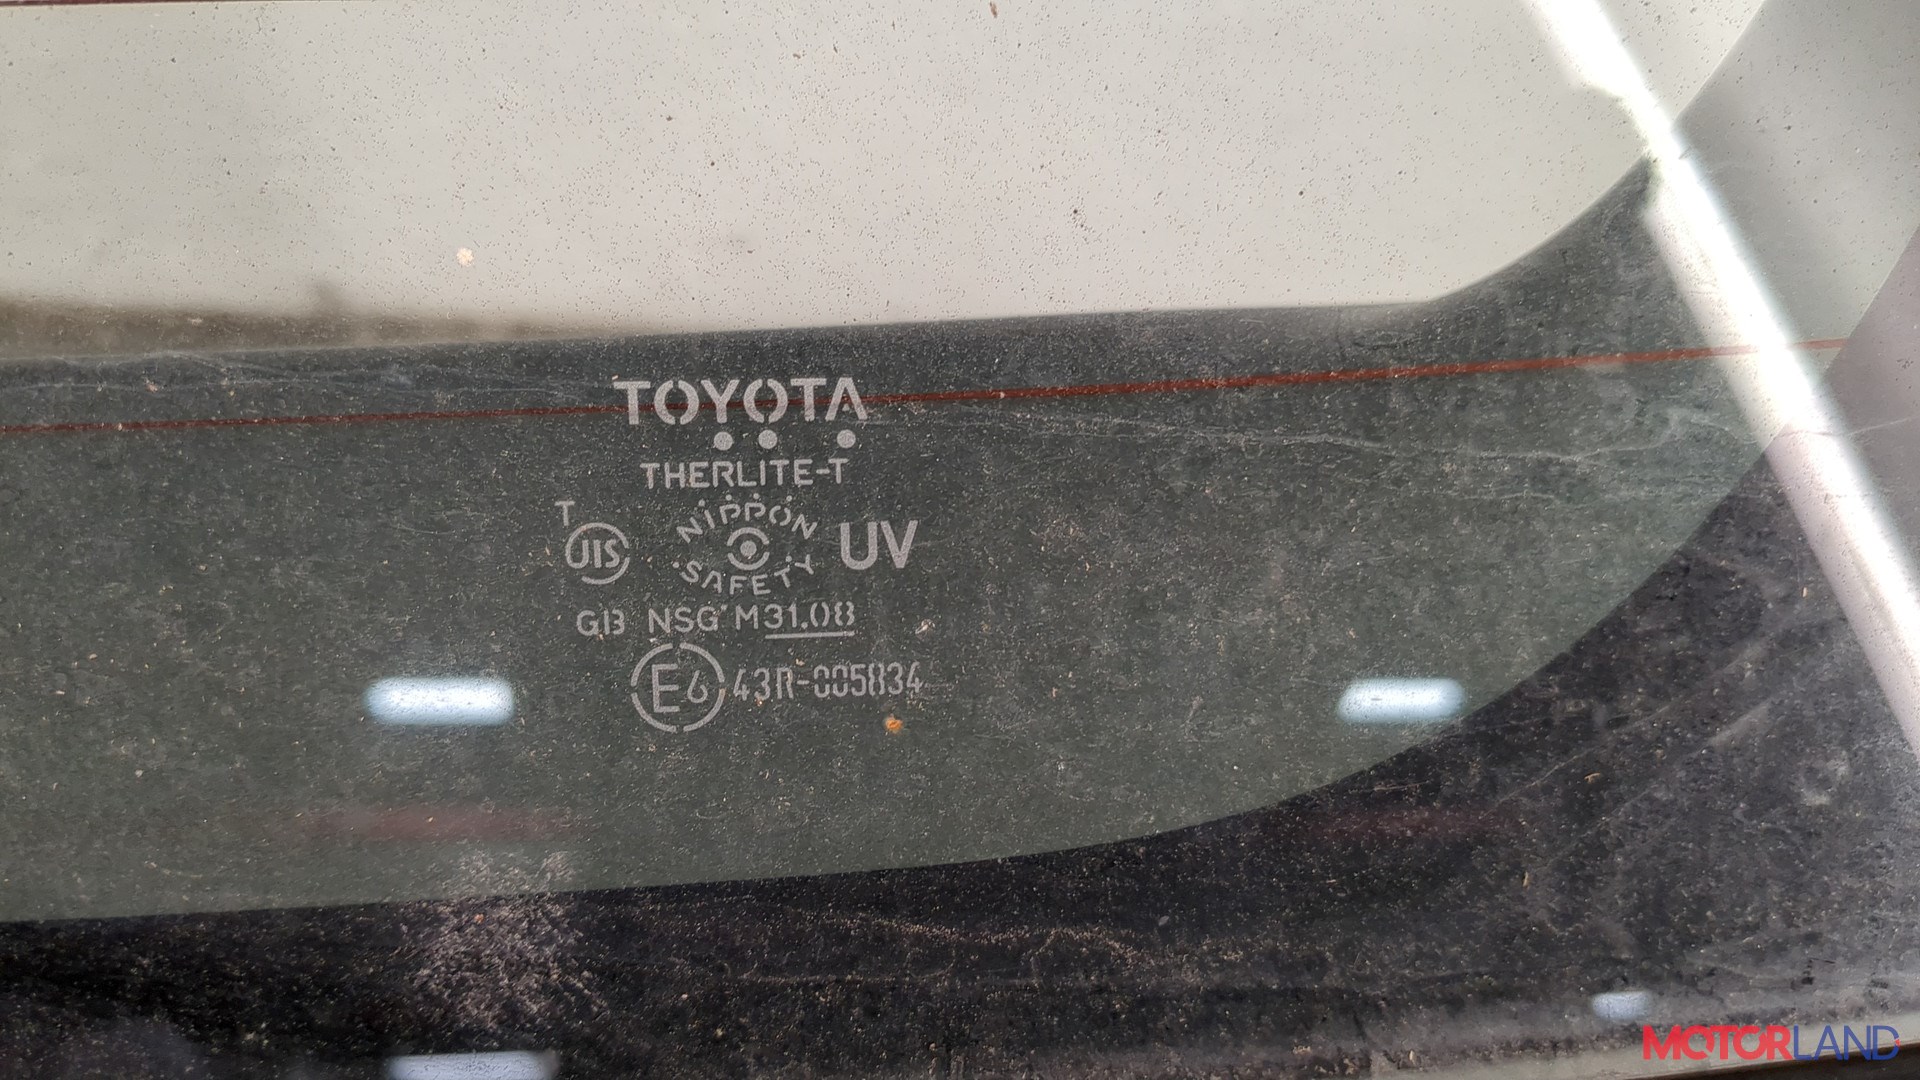 TOYOTA
THERLITE-T
T
JIS
NIPPON
SAFETY
UV
GB NSG M31.08
E6 43R-005834
MOTORLAND